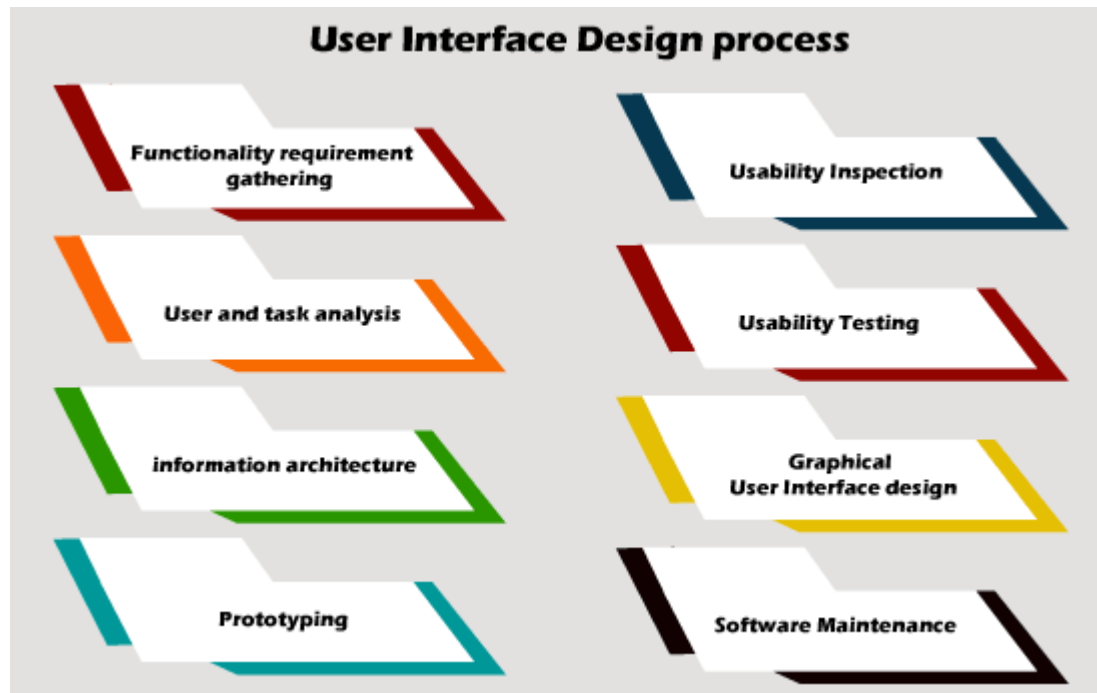 User Interface Design process
Functionality requirement
gathering
User and task analysis
information architecture
Prototyping
Usability Inspection
Usability Testing
Graphical
User Interface design
Software Maintenance